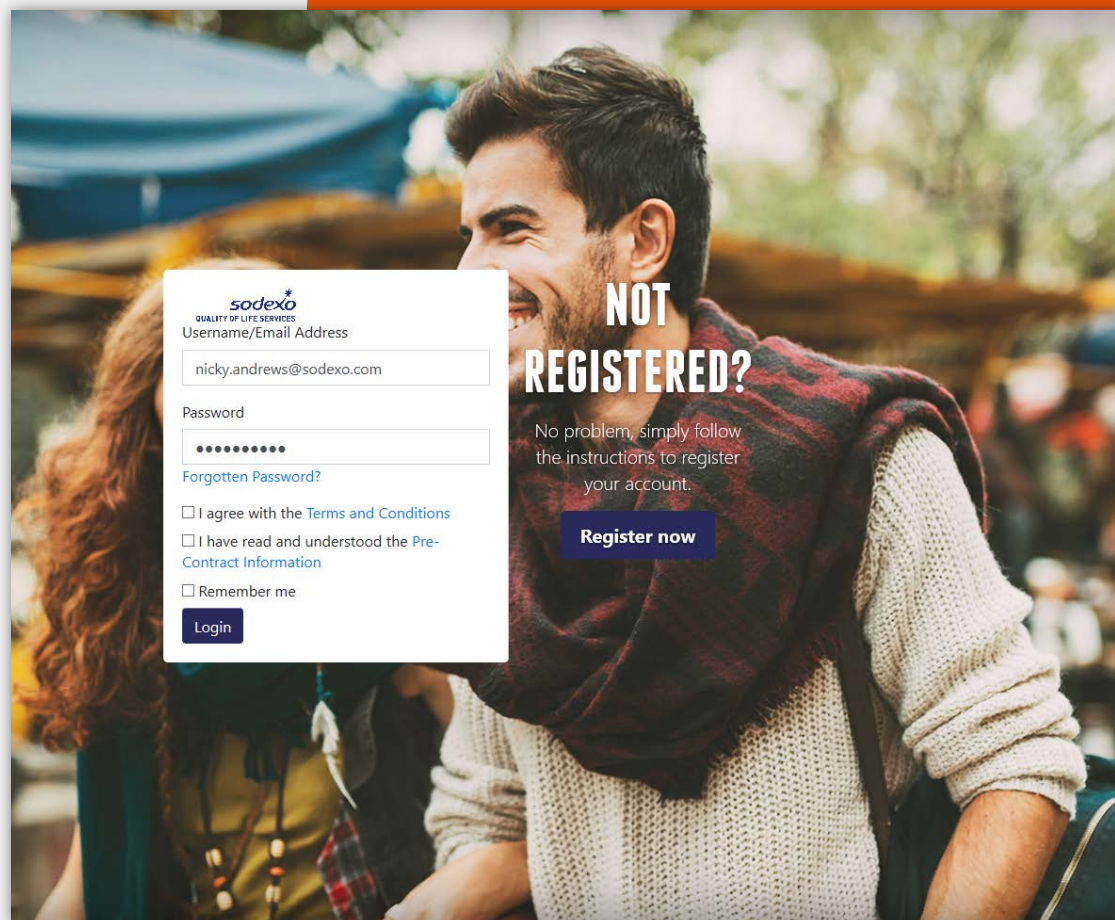 sodexo
QUALITY OF LIFE SERVICES
Username/Email Address
nicky.andrews@sodexo.com
Password
Forgotten Password?
I agree with the Terms and Conditions
I have read and understood the Pre-
Contract Information
Remember me
Login
NOT
REGISTERED?
No problem, simply follow
the instructions to register
your account.
Register now